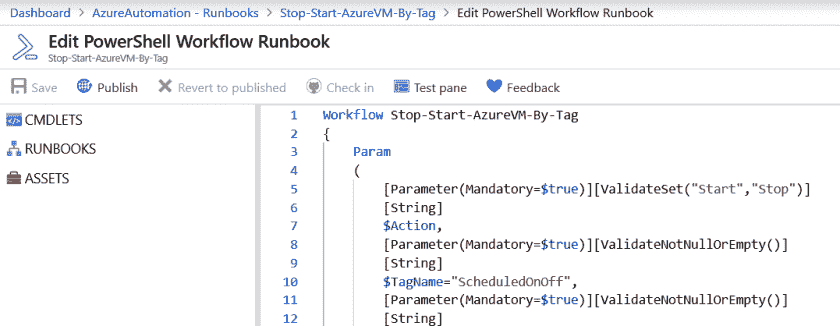 Dashboard > AzureAutomation - Runbooks > Stop-Start-AzureVM-By-Tag > Edit PowerShell Workflow Runbook
Edit PowerShell Workflow Runbook
Stop-Start-AzureVM-By-Tag
Save Publish Revert to published Check in Test pane Feedback
CMDLETS
RUNBOOKS
ASSETS
1 Workflow Stop-Start-AzureVM-By-Tag
2 {
3 Param
4 (
5 [Parameter(Mandatory=$true)][ValidateSet("Start","Stop")]
6 [String]
7 $Action,
8 [Parameter(Mandatory=$true)][ValidateNotNullOrEmpty()]
9 [String]
10 $TagName="ScheduledOnOff",
11 [Parameter(Mandatory=$true)][ValidateNotNullOrEmpty()]
12 [String]